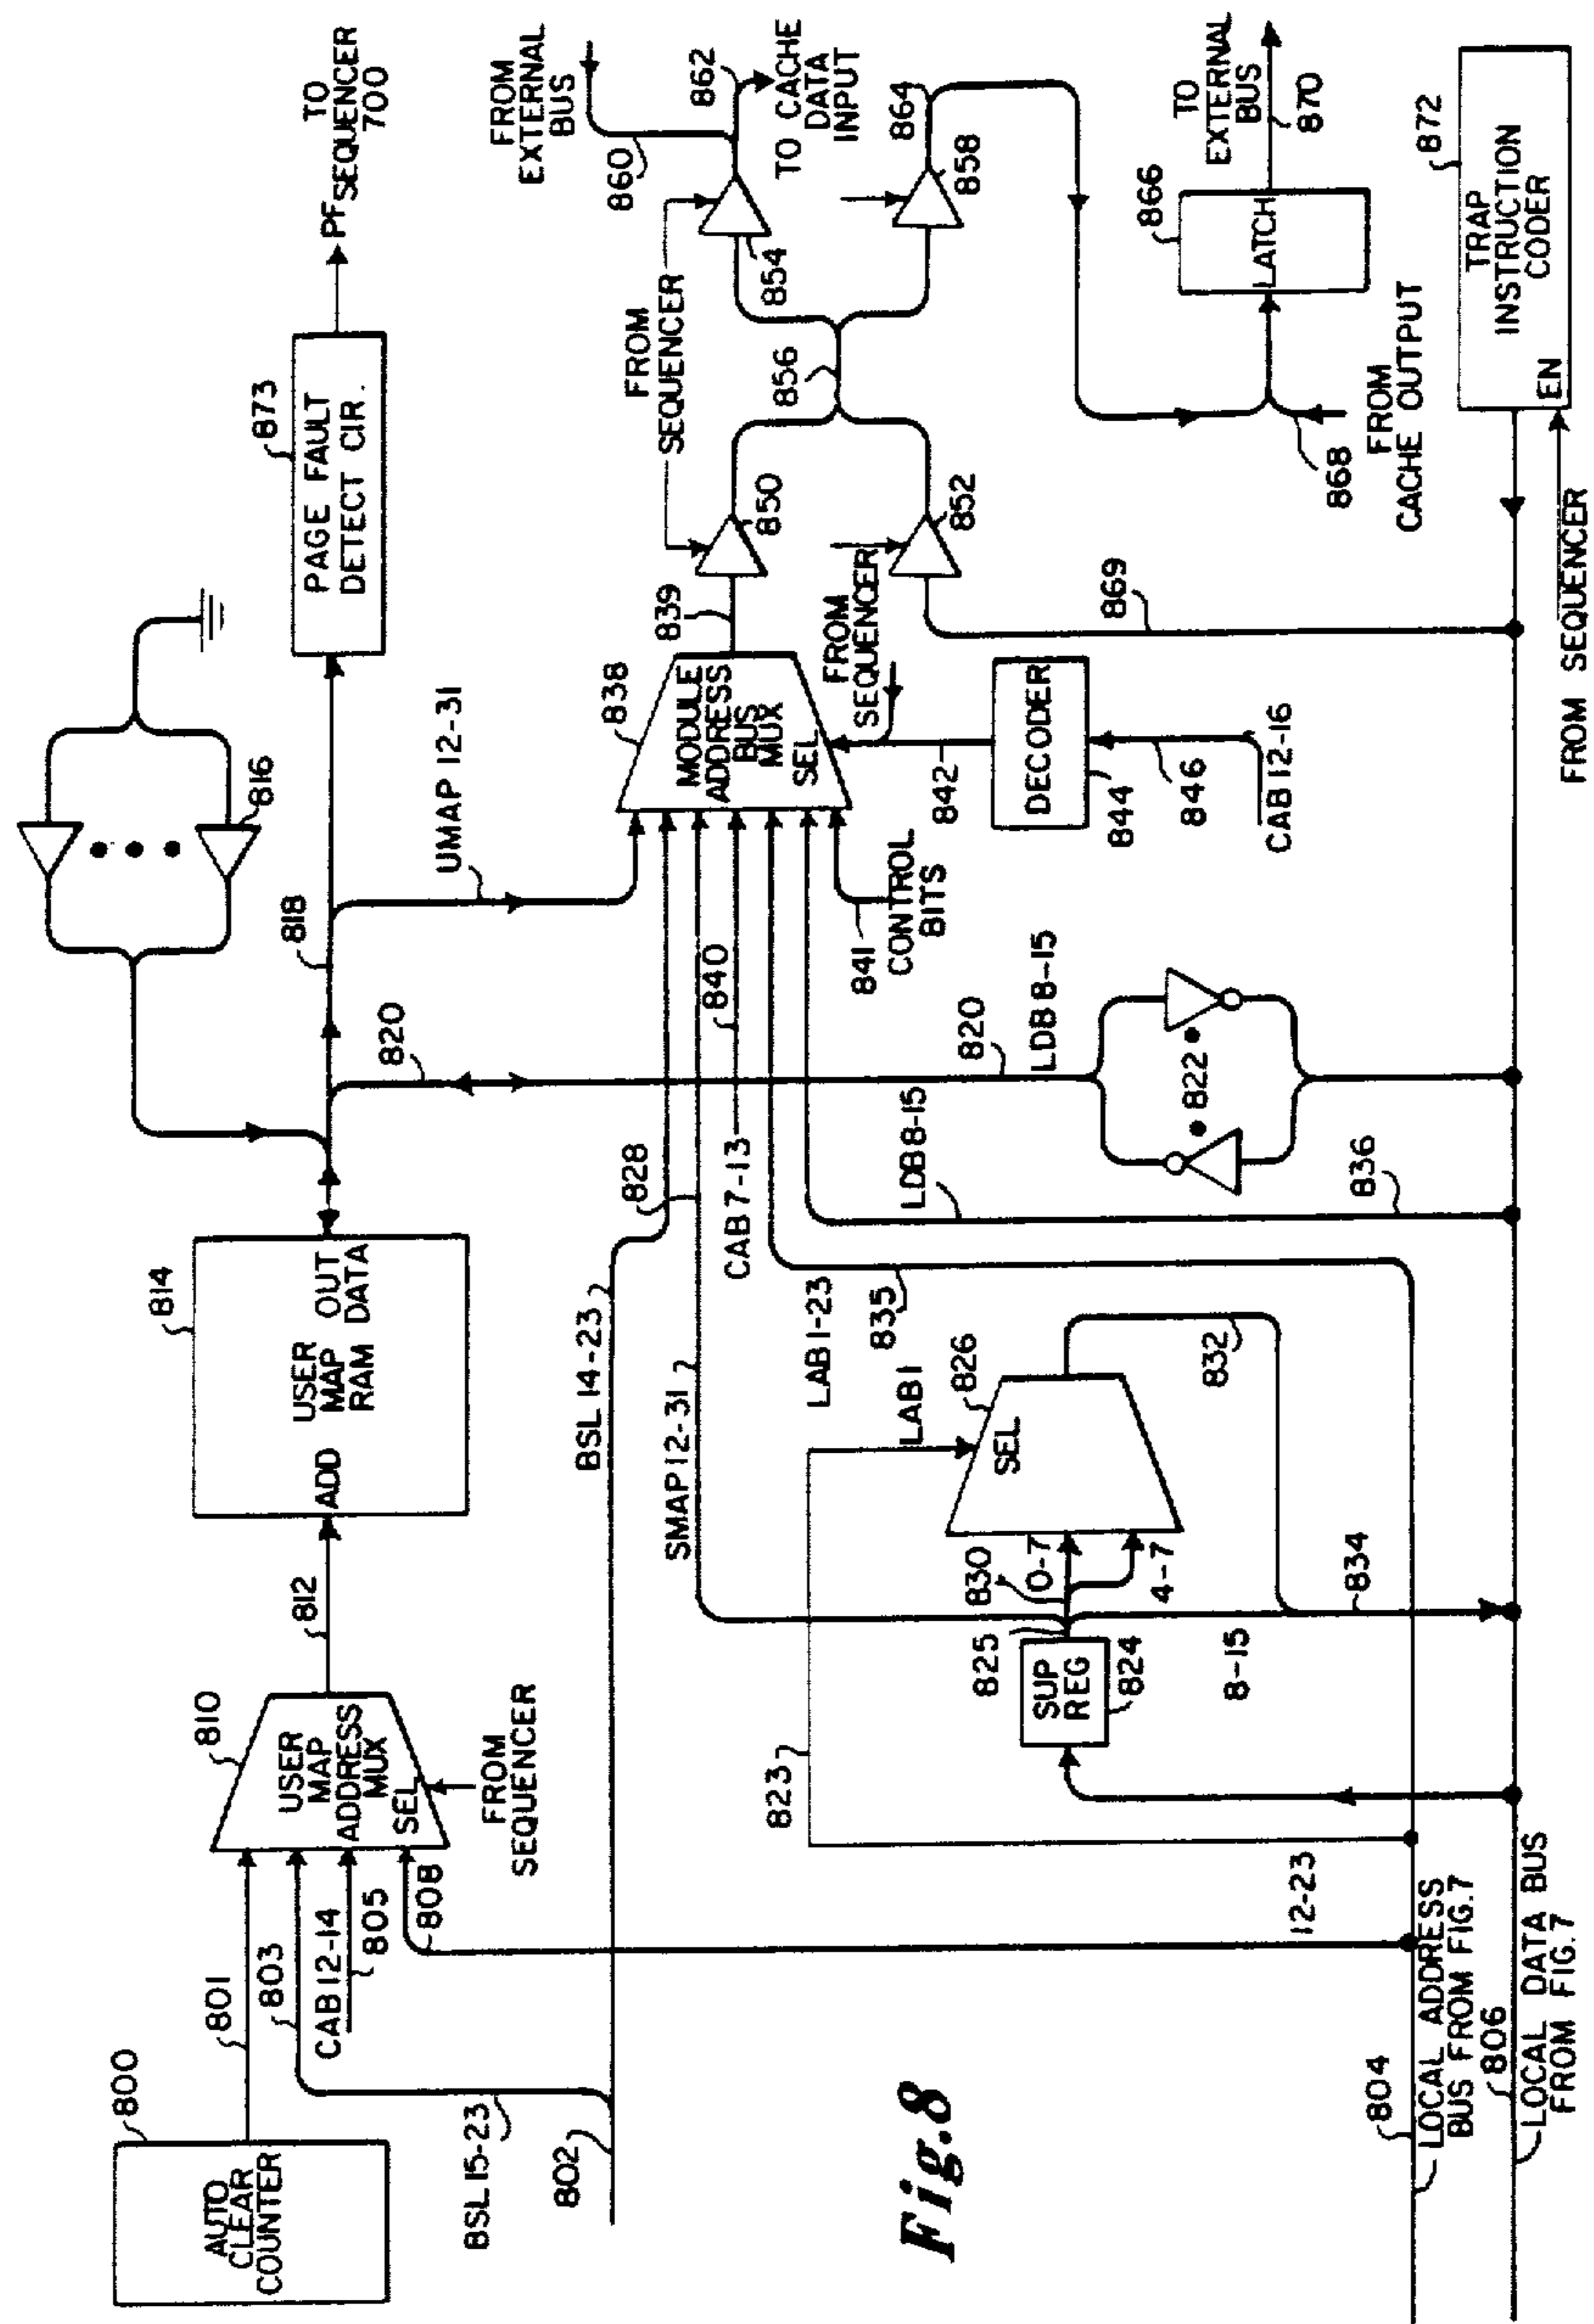 800
AUTO
CLEAR
COUNTER
801
803
CAB 12-14
805
808
BSL 15-23
802
810
USER
MAP
ADDRESS
MUX
SEL
FROM
SEQUENCER
812
814
ADD
USER
MAP
RAM
OUT
DATA
816
818
820
UMAP 12-31
873
PAGE FAULT
DETECT CIR.
PF
TO
SEQUENCER
700
BSL 14-23
828
SMAP 12-31
CAB 7-13
840
LAB 1-23
835
LDB 8-15
836
820
LDB 8-15
822
823
LAB 1
SEL
826
832
825
SUP
REG
824
830
0-7
4-7
8-15
834
12-23
838
MODULE
ADDRESS
BUS
MUX
SEL
841
CONTROL
BITS
839
842
FROM
SEQUENCER
DECODER
844
846
CAB 12-16
850
852
FROM
SEQUENCER
856
854
858
860
FROM
EXTERNAL
BUS
862
TO CACHE
DATA
INPUT
864
866
LATCH
TO
EXTERNAL
BUS
870
868
FROM
CACHE OUTPUT
869
872
TRAP
INSTRUCTION
CODER
EN
FROM SEQUENCER
804
LOCAL ADDRESS
BUS FROM FIG.7
806
LOCAL DATA BUS
FROM FIG.7
Fig.8